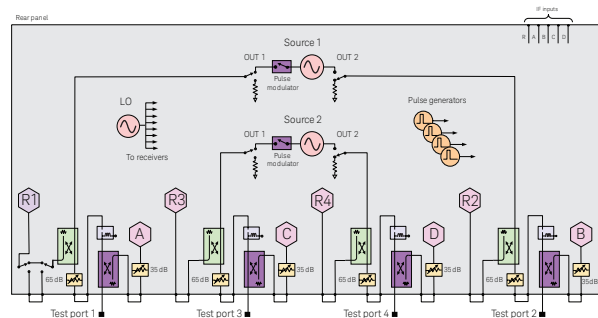 IF inputs
Rear panel
R A B C D
Source 1
OUT 1
OUT 2
Pulse
modulator
LO
To receivers
Pulse generators
Source 2
OUT 1
OUT 2
Pulse
modulator
R1
R3
R4
R2
A
C
D
B
65 dB
35 dB
65 dB
35 dB
65 dB
35 dB
65 dB
35 dB
Test port 1
Test port 3
Test port 4
Test port 2